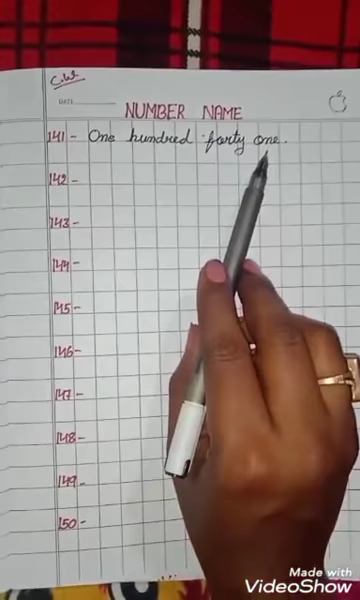 C.W.
DATE
NUMBER NAME
141 - One hundred forty one.
142 -
143 -
144 -
145 -
146 -
147 -
148 -
149 -
150 -
Made with
VideoShow